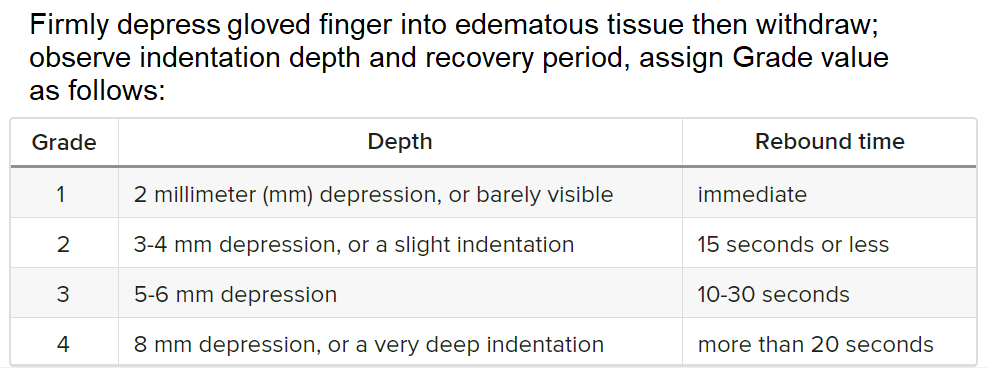 Firmly depress gloved finger into edematous tissue then withdraw;
observe indentation depth and recovery period, assign Grade value
as follows:
Grade Depth Rebound time
1 2 millimeter (mm) depression, or barely visible immediate
2 3-4 mm depression, or a slight indentation 15 seconds or less
3 5-6 mm depression 10-30 seconds
4 8 mm depression, or a very deep indentation more than 20 seconds